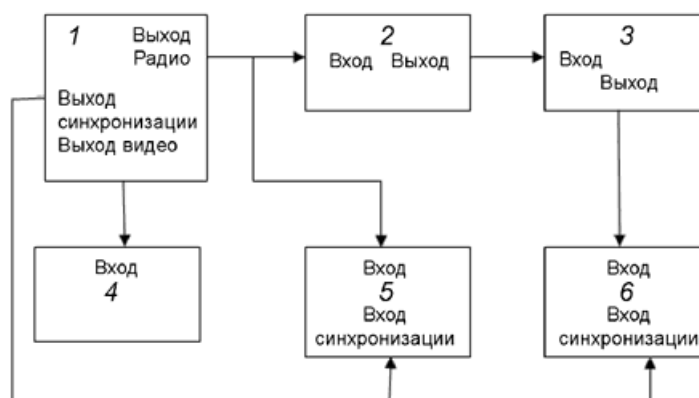 1
Выход
Радио
Выход
синхронизации
Выход видео
2
Вход Выход
3
Вход
Выход
Вход
4
Вход
5
Вход
синхронизации
Вход
6
Вход
синхронизации